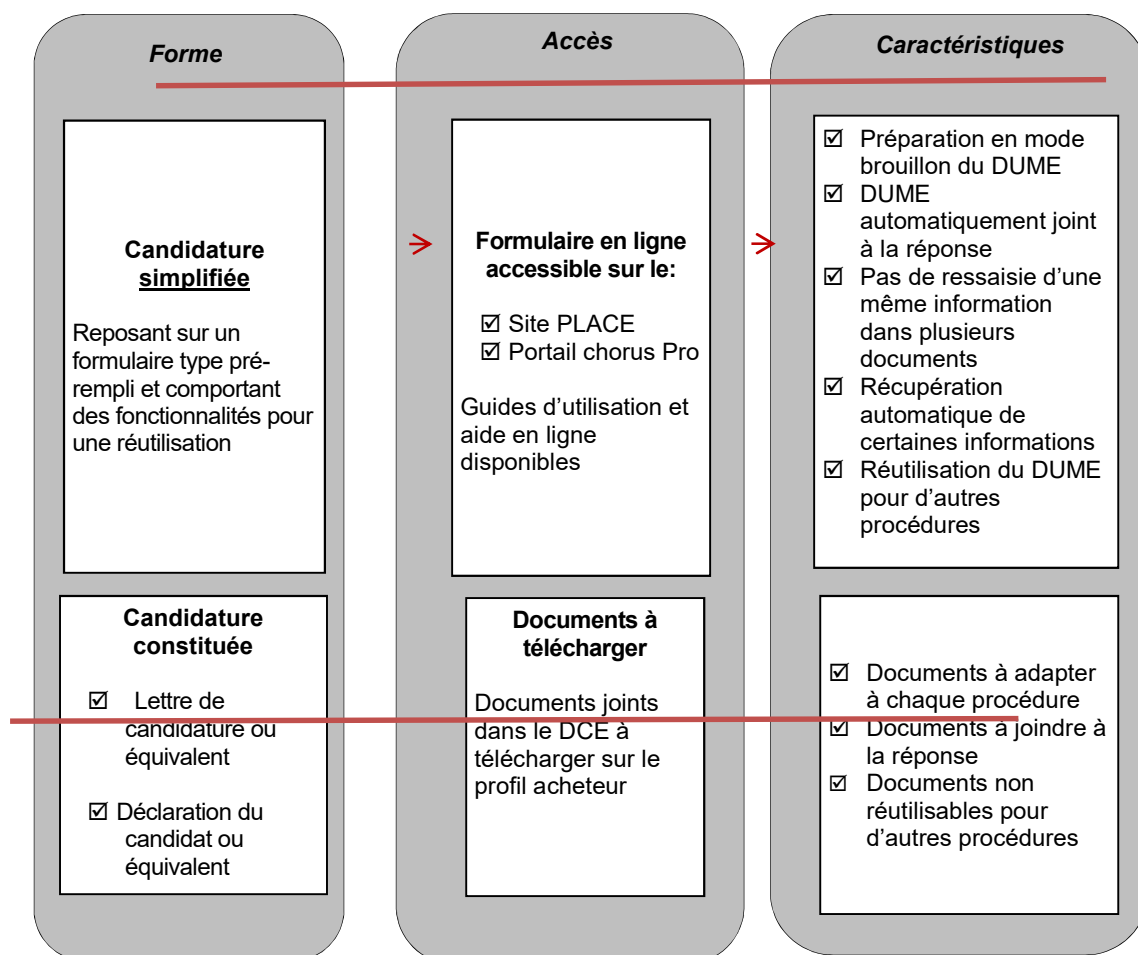 Forme
Accès
Caractéristiques
Candidature
simplifiée
Reposant sur un
formulaire type pré-
rempli et comportant
des fonctionnalités pour
une réutilisation
Formulaire en ligne
accessible sur le:
☑ Site PLACE
☑ Portail chorus Pro
Guides d’utilisation et
aide en ligne
disponibles
☑ Préparation en mode
brouillon du DUME
☑ DUME
automatiquement joint
à la réponse
☑ Pas de ressaisie d’une
même information
dans plusieurs
documents
☑ Récupération
automatique de
certaines informations
☑ Réutilisation du DUME
pour d’autres
procédures
Candidature
constituée
☑ Lettre de
candidature ou
équivalent
☑ Déclaration du
candidat ou
équivalent
Documents à
télécharger
Documents joints
dans le DCE à
télécharger sur le
profil acheteur
☑ Documents à adapter
à chaque procédure
☑ Documents à joindre à
la réponse
☑ Documents non
réutilisables pour
d’autres procédures